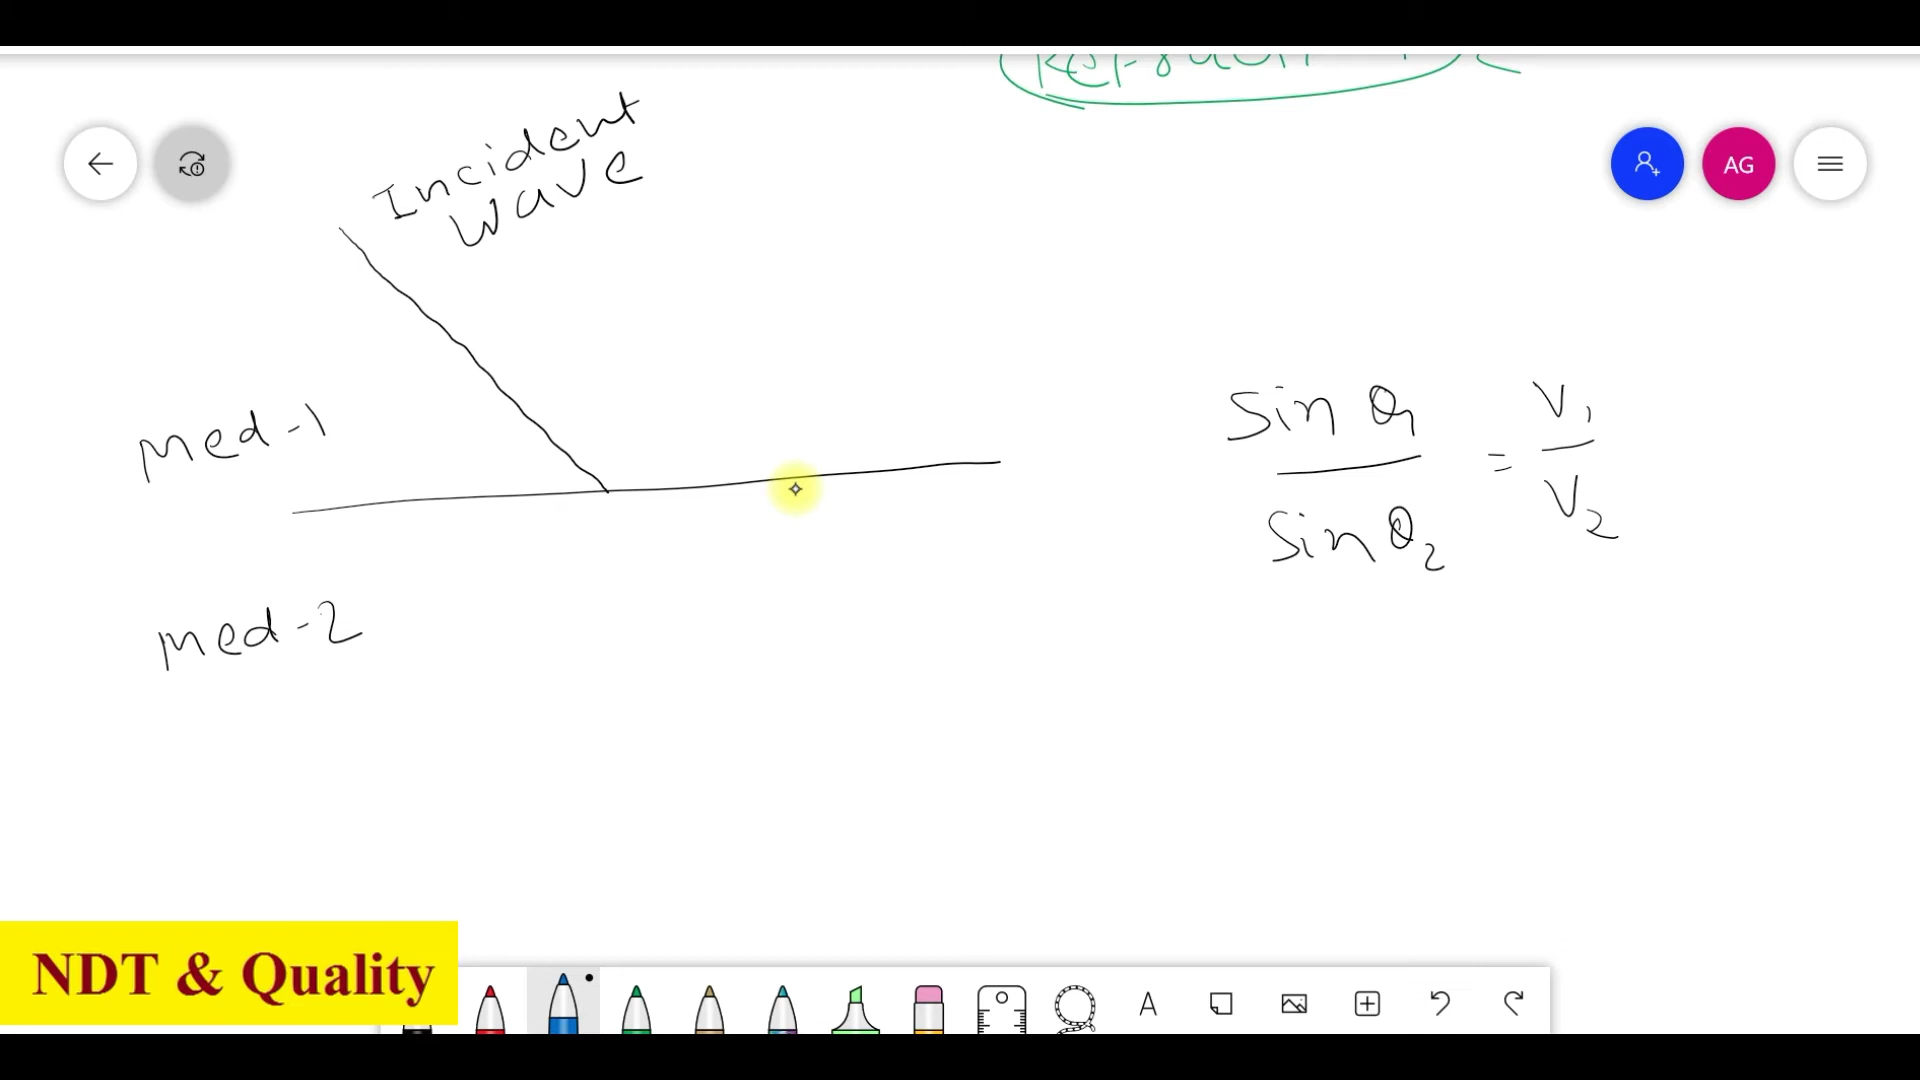 Incident
wave
AG
Med-1
Sin θ1
Sin θ2
=
V1
V2
Med-2
NDT & Quality
A